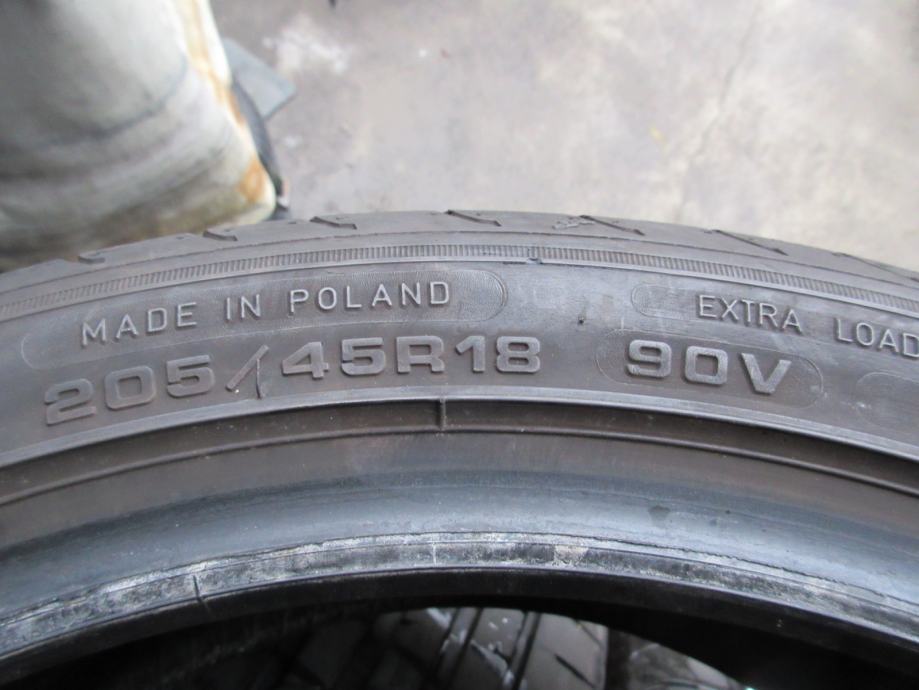 MADE IN POLAND
EXTRA LOAD
205/45R18 90V